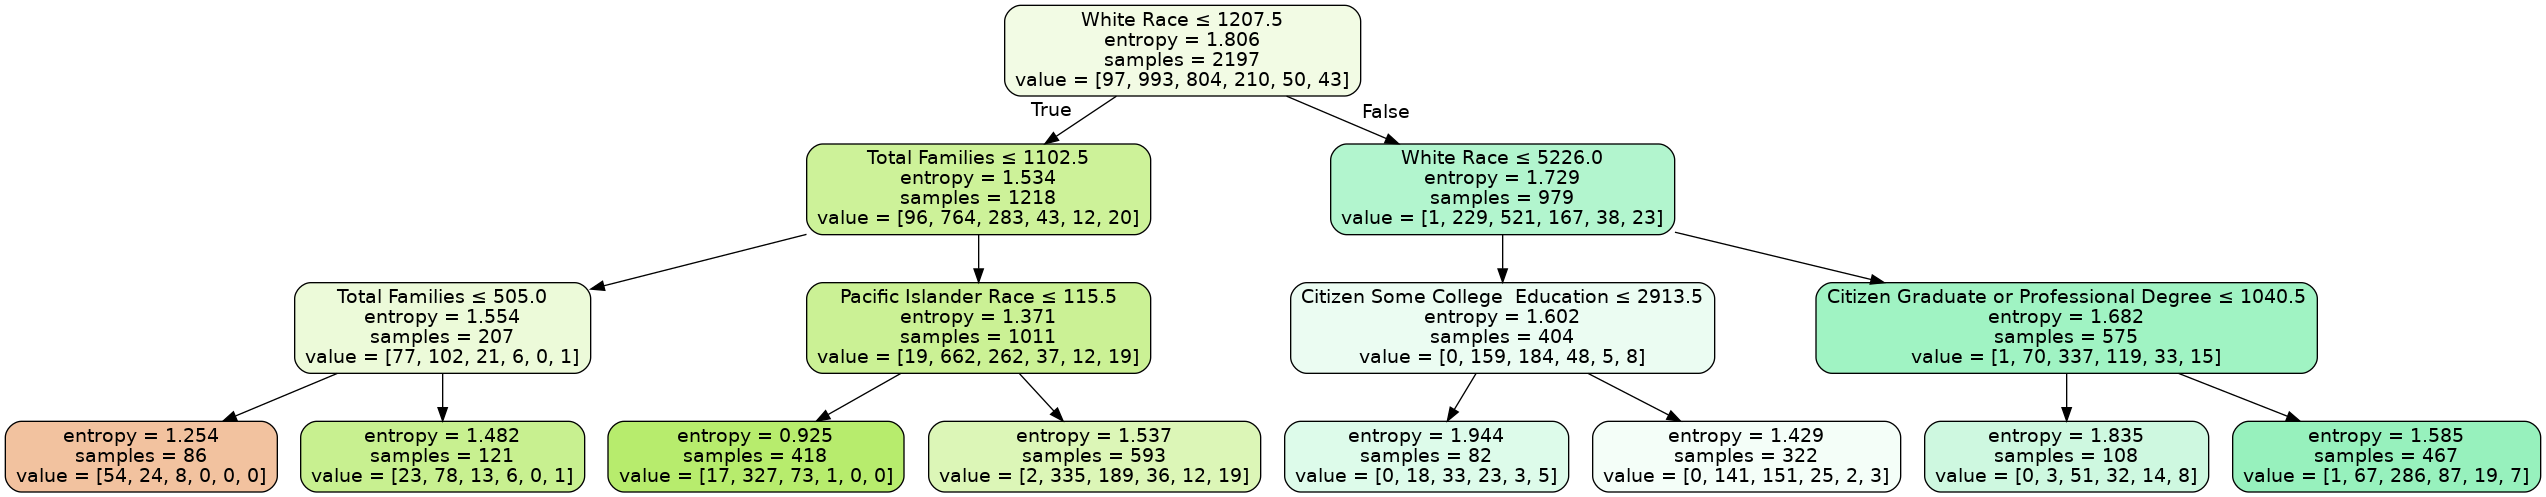 White Race ≤ 1207.5
entropy = 1.806
samples = 2197
value = [97, 993, 804, 210, 50, 43]
True
False
Total Families ≤ 1102.5
entropy = 1.534
samples = 1218
value = [96, 764, 283, 43, 12, 20]
White Race ≤ 5226.0
entropy = 1.729
samples = 979
value = [1, 229, 521, 167, 38, 23]
Total Families ≤ 505.0
entropy = 1.554
samples = 207
value = [77, 102, 21, 6, 0, 1]
Pacific Islander Race ≤ 115.5
entropy = 1.371
samples = 1011
value = [19, 662, 262, 37, 12, 19]
Citizen Some College  Education ≤ 2913.5
entropy = 1.602
samples = 404
value = [0, 159, 184, 48, 5, 8]
Citizen Graduate or Professional Degree ≤ 1040.5
entropy = 1.682
samples = 575
value = [1, 70, 337, 119, 33, 15]
entropy = 1.254
samples = 86
value = [54, 24, 8, 0, 0, 0]
entropy = 1.482
samples = 121
value = [23, 78, 13, 6, 0, 1]
entropy = 0.925
samples = 418
value = [17, 327, 73, 1, 0, 0]
entropy = 1.537
samples = 593
value = [2, 335, 189, 36, 12, 19]
entropy = 1.944
samples = 82
value = [0, 18, 33, 23, 3, 5]
entropy = 1.429
samples = 322
value = [0, 141, 151, 25, 2, 3]
entropy = 1.835
samples = 108
value = [0, 3, 51, 32, 14, 8]
entropy = 1.585
samples = 467
value = [1, 67, 286, 87, 19, 7]